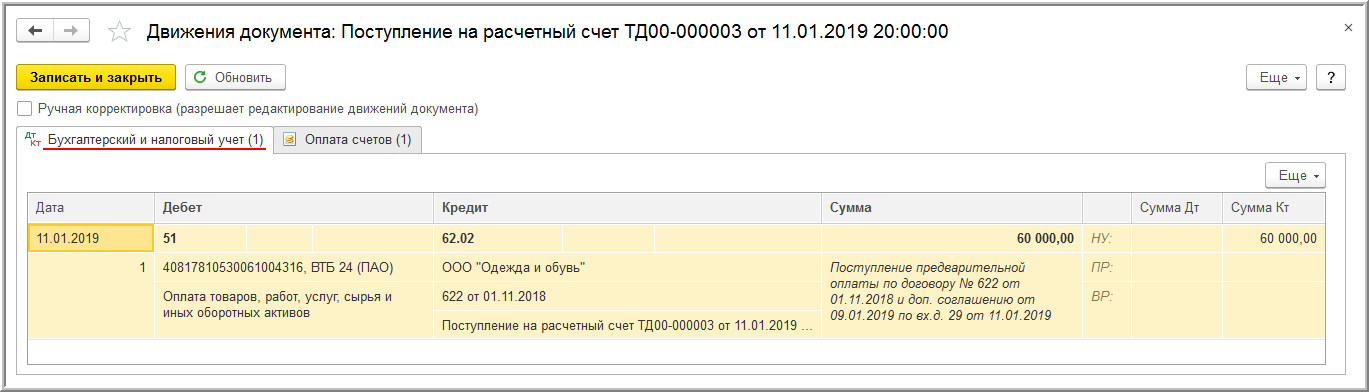 Движения документа: Поступление на расчетный счет ТД00-000003 от 11.01.2019 20:00:00
×
Записать и закрыть
Обновить
Еще
?
Ручная корректировка (разрешает редактирование движений документа)
Дт Кт Бухгалтерский и налоговый учет (1)
Оплата счетов (1)
Еще
Дата Дебет Кредит Сумма Сумма Дт Сумма Кт
11.01.2019 51 62.02 60 000,00 НУ: 60 000,00
1 40817810530061004316, ВТБ 24 (ПАО) ООО "Одежда и обувь" Поступление предварительной ПР:
оплаты по договору № 622 от
Оплата товаров, работ, услуг, сырья и 622 от 01.11.2018 01.11.2018 и доп. соглашению от ВР:
иных оборотных активов 09.01.2019 по вх.д. 29 от 11.01.2019
Поступление на расчетный счет ТД00-000003 от 11.01.2019 ...